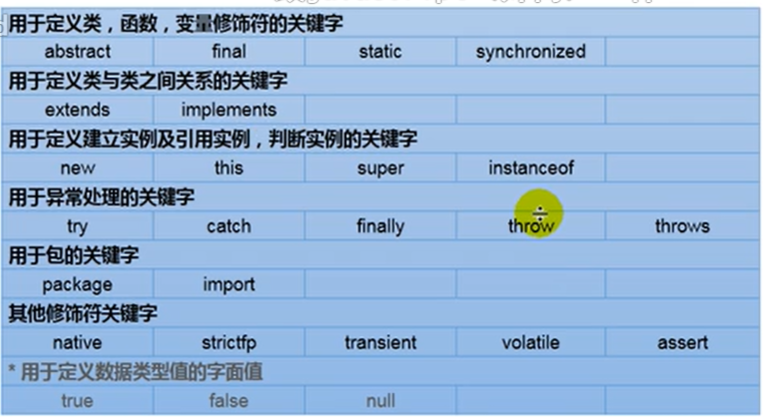 用于定义类，函数，变量修饰符的关键字
abstract final static synchronized
用于定义类与类之间关系的关键字
extends implements
用于定义建立实例及引用实例，判断实例的关键字
new this super instanceof
用于异常处理的关键字
try catch finally throw throws
用于包的关键字
package import
其他修饰符关键字
native strictfp transient volatile assert
* 用于定义数据类型值的字面值
true false null